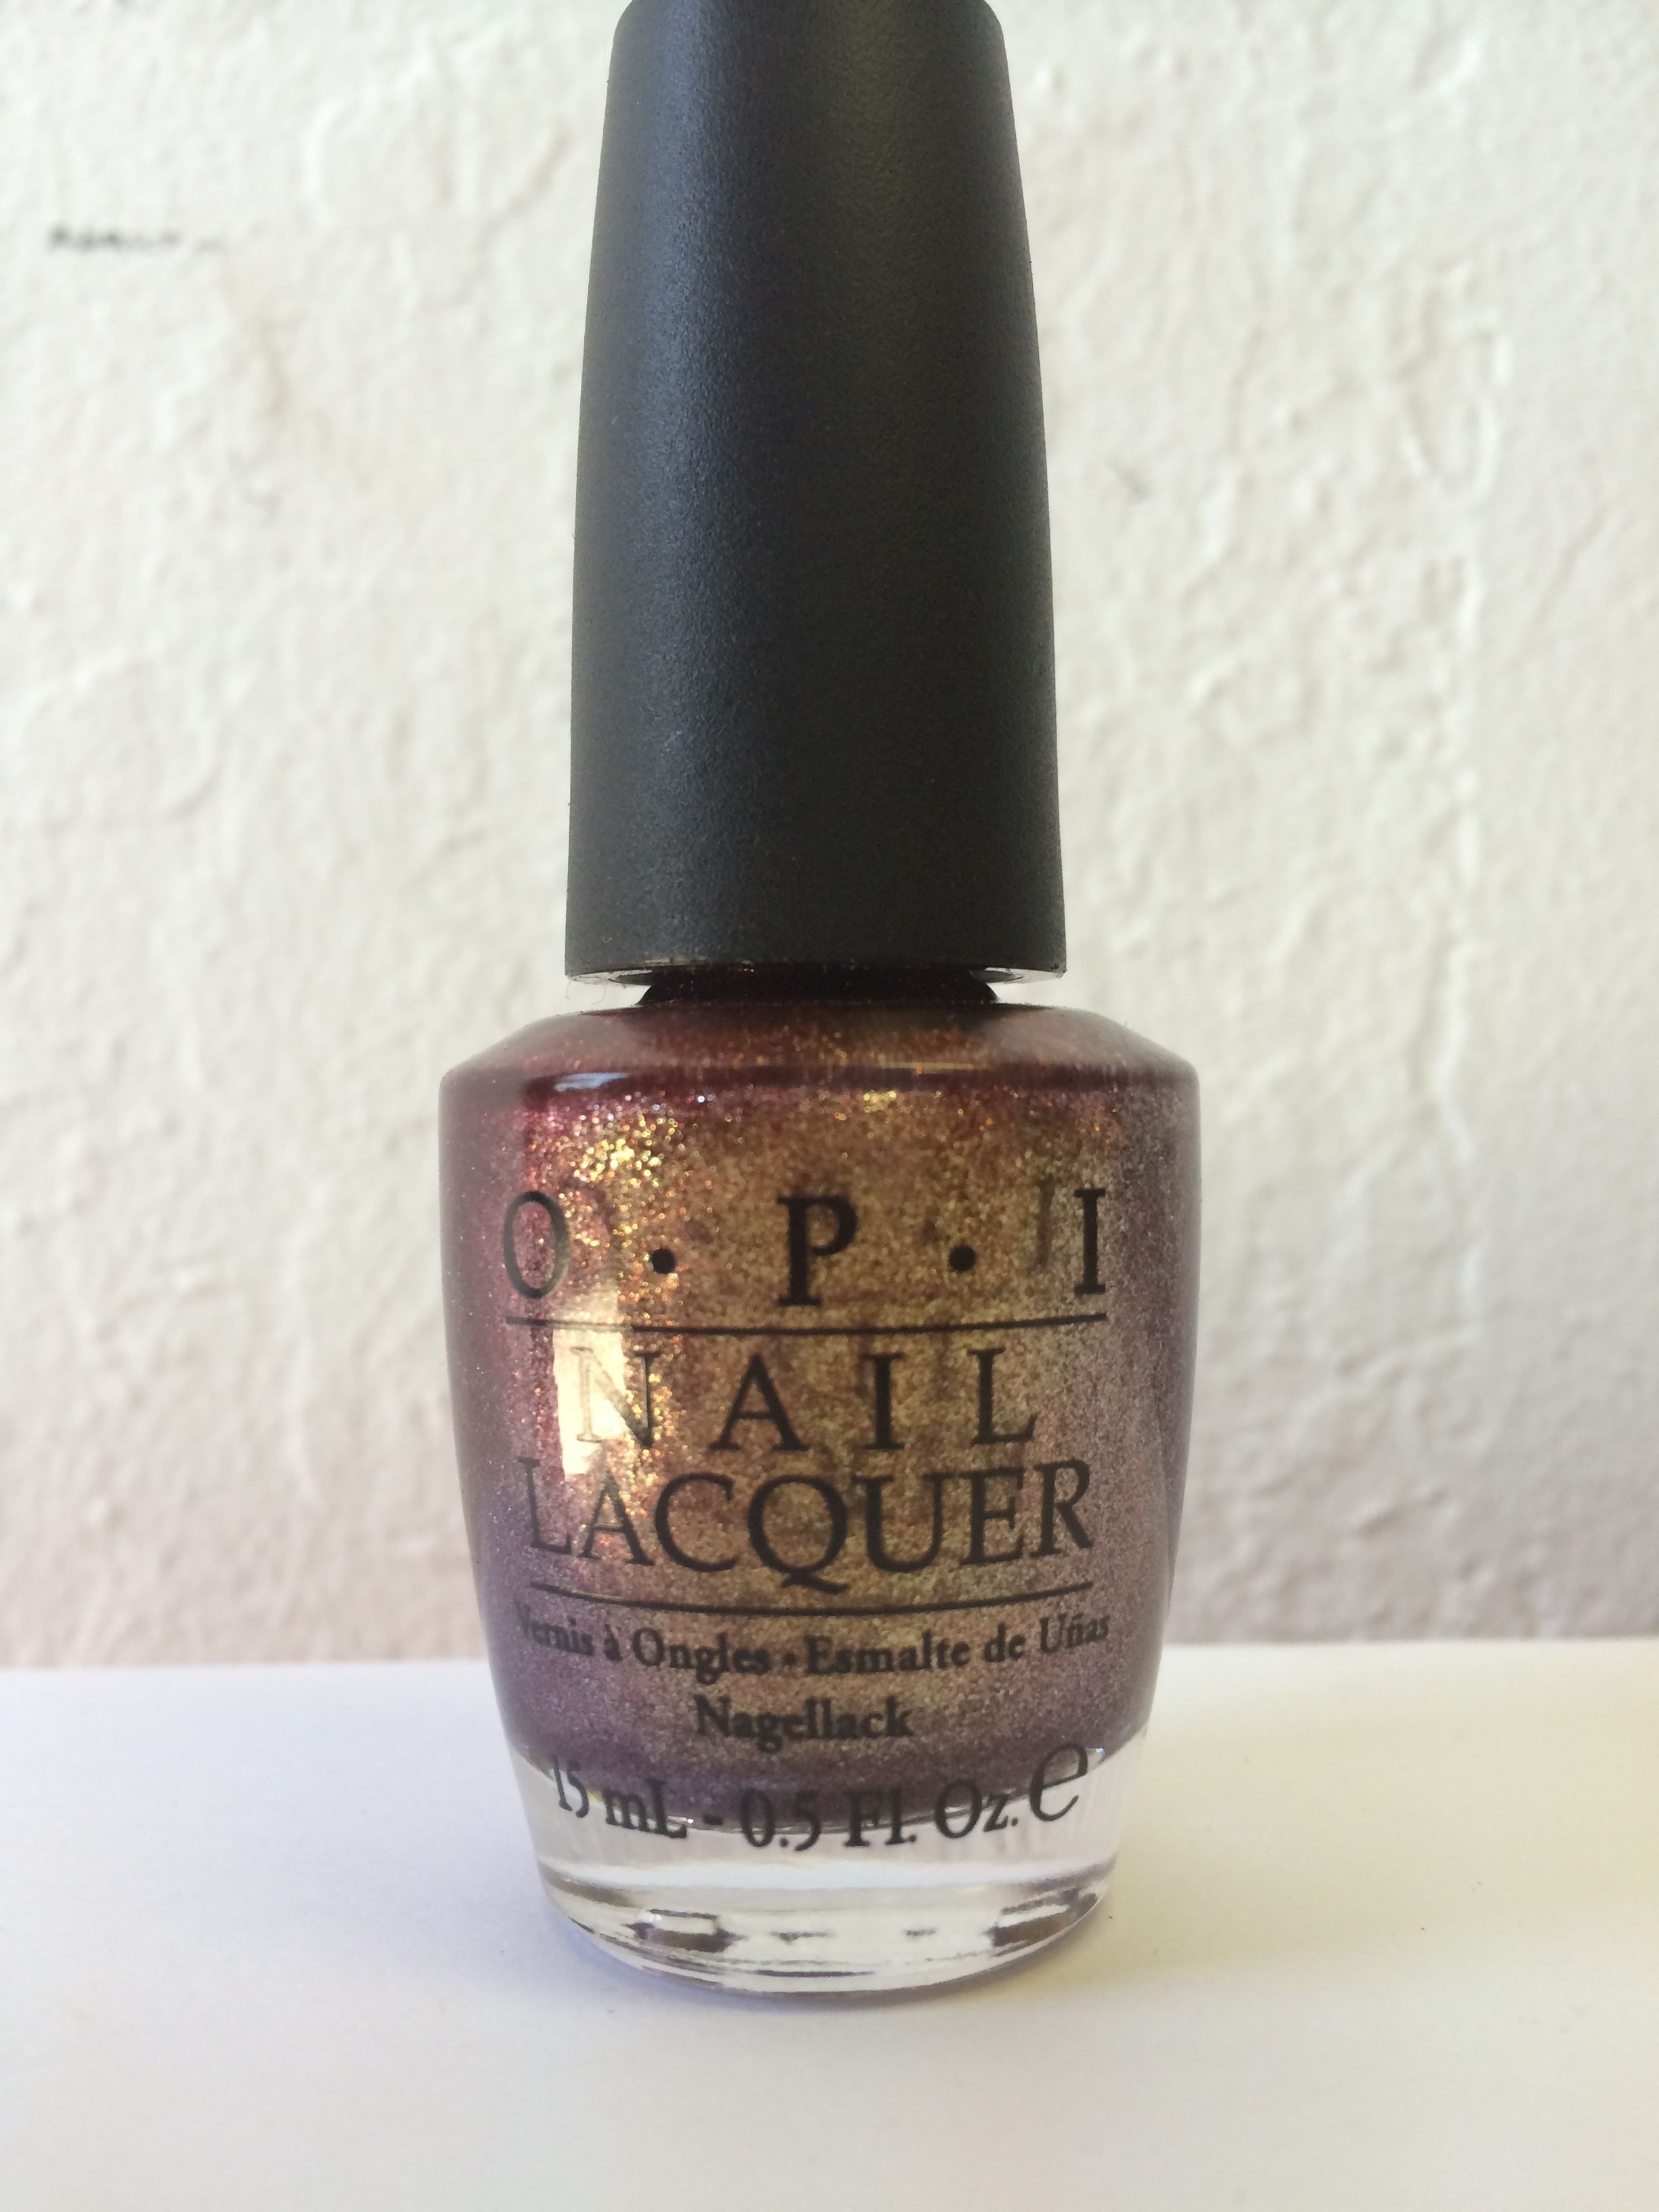 O • P • I
NAIL
LACQUER
Vernis à Ongles • Esmalte de Uñas
Nagellack
15 mL - 0.5 Fl. Oz. e